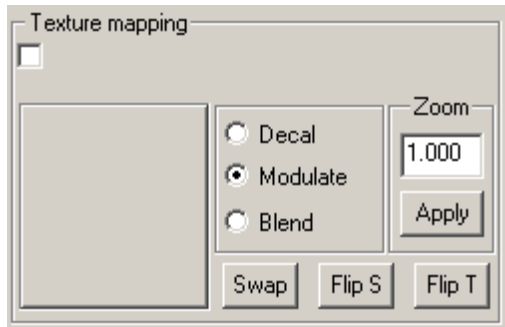 Texture mapping
Decal
Modulate
Blend
Zoom
1.000
Apply
Swap
Flip S
Flip T